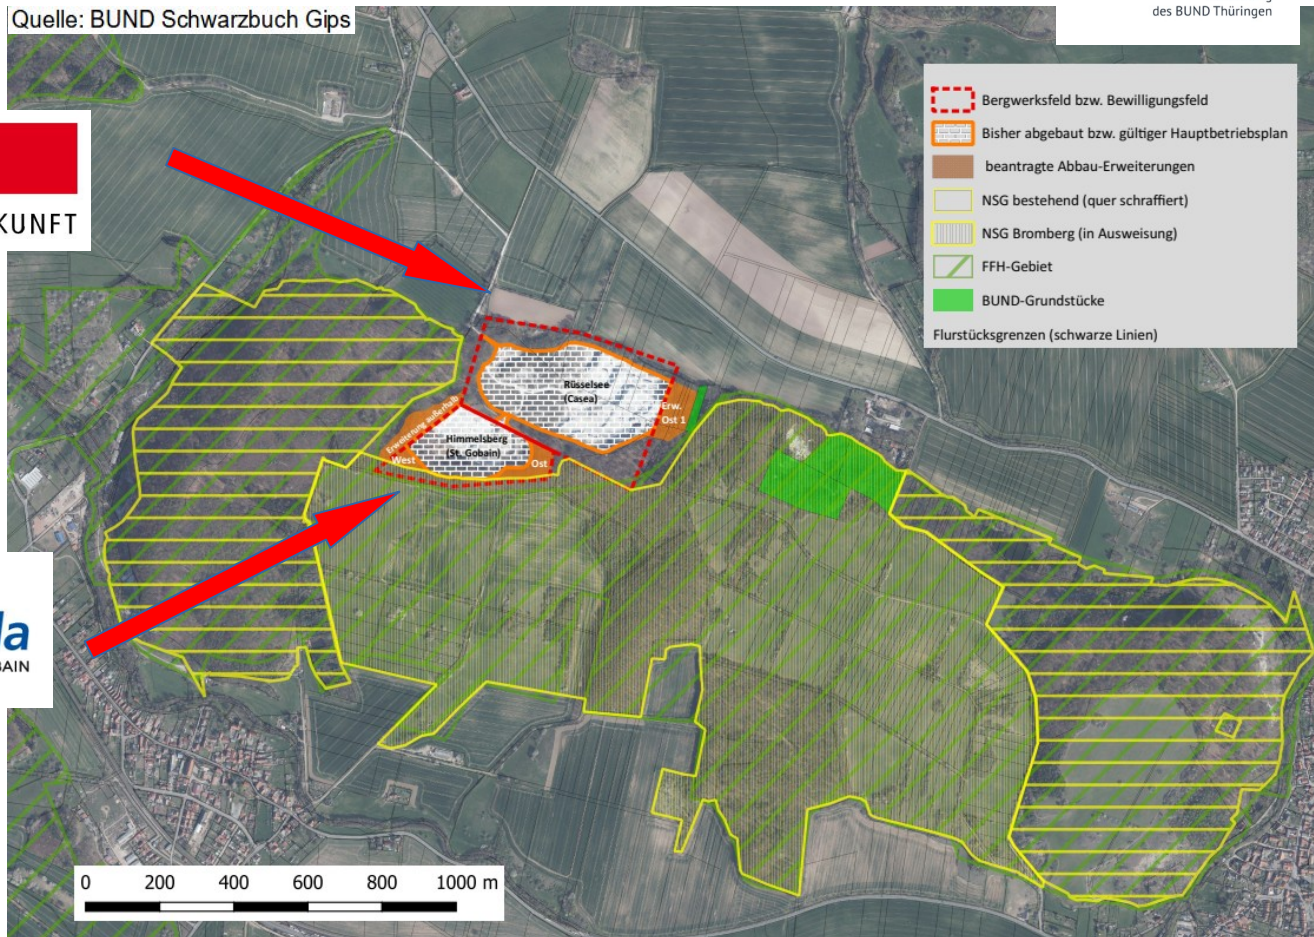 Quelle: BUND Schwarzbuch Gips
des BUND Thüringen
KUNFT
Bergwerksfeld bzw. Bewilligungsfeld
Bisher abgebaut bzw. gültiger Hauptbetriebsplan
beantragte Abbau-Erweiterungen
NSG bestehend (quer schraffiert)
NSG Bromberg (in Ausweisung)
FFH-Gebiet
BUND-Grundstücke
Flurstücksgrenzen (schwarze Linien)
Rüsselsee
(Casea)
Erw.
Ost 1
Erweiterung außerhalb
Himmelsberg
(St. Gobain)
West
Ost
la
BAIN
0 200 400 600 800 1000 m